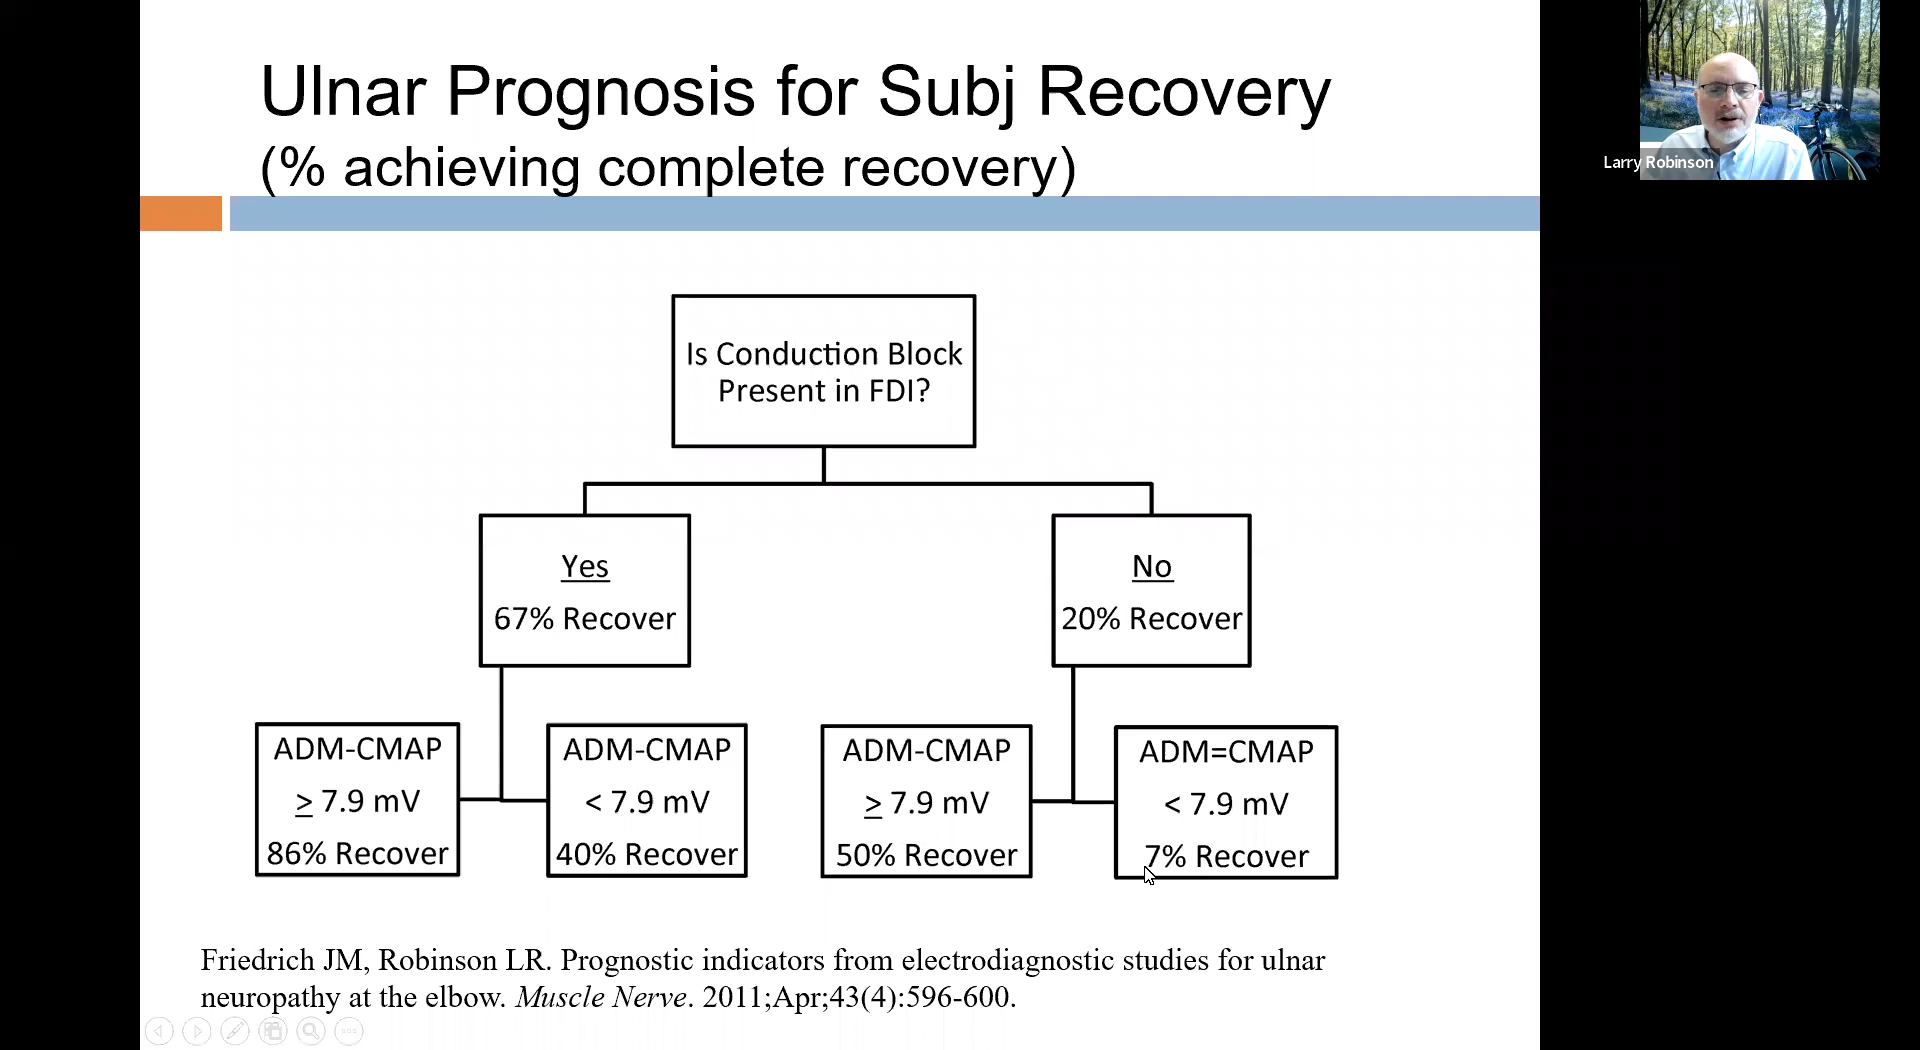 Ulnar Prognosis for Subj Recovery
(% achieving complete recovery)
Larry Robinson
Is Conduction Block
Present in FDI?
Yes
67% Recover
No
20% Recover
ADM-CMAP
≥ 7.9 mV
86% Recover
ADM-CMAP
< 7.9 mV
40% Recover
ADM-CMAP
≥ 7.9 mV
50% Recover
ADM=CMAP
< 7.9 mV
7% Recover
Friedrich JM, Robinson LR. Prognostic indicators from electrodiagnostic studies for ulnar
neuropathy at the elbow. Muscle Nerve. 2011;Apr;43(4):596-600.